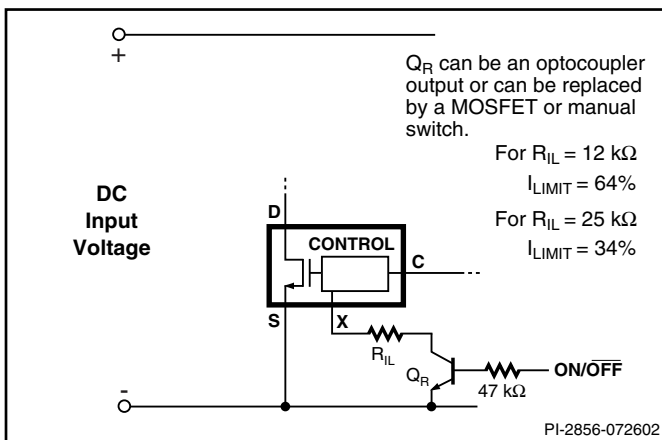 +
Q_R can be an optocoupler
output or can be replaced
by a MOSFET or manual
switch.
For R_IL = 12 kΩ
I_LIMIT = 64%
For R_IL = 25 kΩ
I_LIMIT = 34%
DC
Input
Voltage
D
CONTROL
C
S
X
R_IL
Q_R
47 kΩ
ON/O̅F̅F̅
-
PI-2856-072602